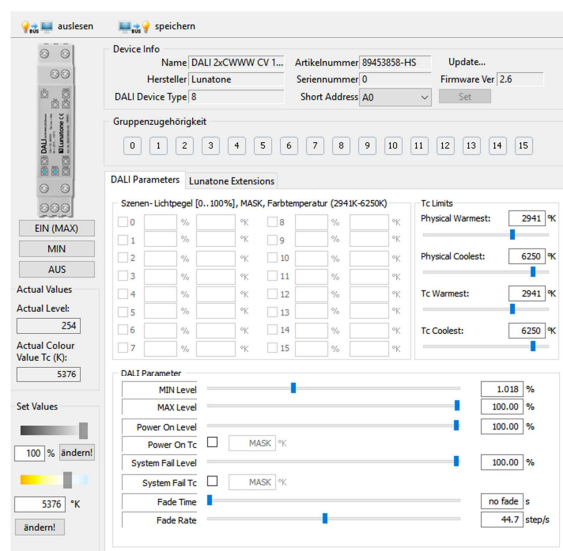 BUS auslesen BUS speichern
Device Info
Name DALI 2xCWWW CV 1... Artikelnummer 89453858-HS Update...
Hersteller Lunatone Seriennummer 0 Firmware Ver 2.6
DALI Device Type 8 Short Address A0 Set
Gruppenzugehörigkeit
0 1 2 3 4 5 6 7 8 9 10 11 12 13 14 15
DALI Parameters Lunatone Extensions
Szenen- Lichtpegel [0..100%], MASK, Farbtemperatur (2941K-6250K)
0 % °K 8 % °K
1 % °K 9 % °K
2 % °K 10 % °K
3 % °K 11 % °K
4 % °K 12 % °K
5 % °K 13 % °K
6 % °K 14 % °K
7 % °K 15 % °K
Tc Limits
Physical Warmest: 2941 °K
Physical Coolest: 6250 °K
Tc Warmest: 2941 °K
Tc Coolest: 6250 °K
DALI
Lunatone
EIN (MAX)
MIN
AUS
Actual Values
Actual Level:
254
Actual Colour
Value Tc (K):
5376
Set Values
100 % ändern!
5376 °K
ändern!
DALI Parameter
MIN Level 1.018 %
MAX Level 100.00 %
Power On Level 100.00 %
Power On Tc MASK °K
System Fail Level 100.00 %
System Fail Tc MASK °K
Fade Time no fade s
Fade Rate 44.7 step/s